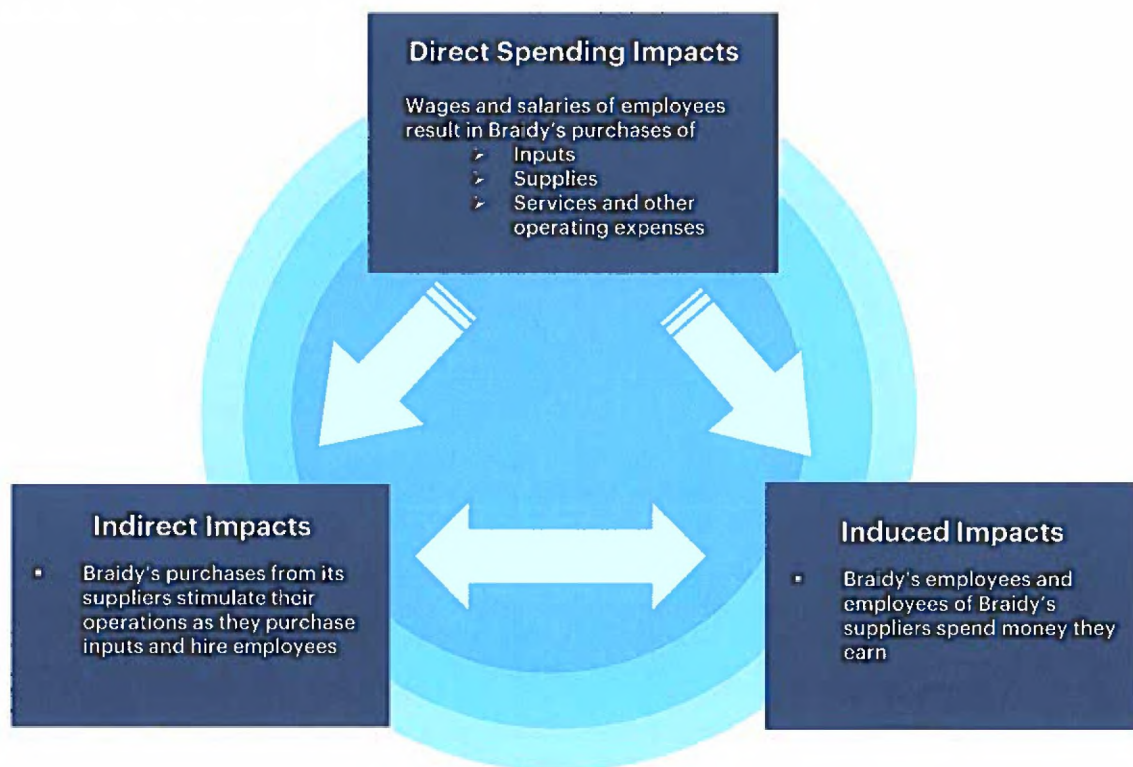 Direct Spending Impacts
Wages and salaries of employees
result in Braidy's purchases of
➢ Inputs
➢ Supplies
➢ Services and other
operating expenses
Indirect Impacts
▪ Braidy's purchases from its
suppliers stimulate their
operations as they purchase
inputs and hire employees
Induced Impacts
▪ Braidy's employees and
employees of Braidy's
suppliers spend money they
earn